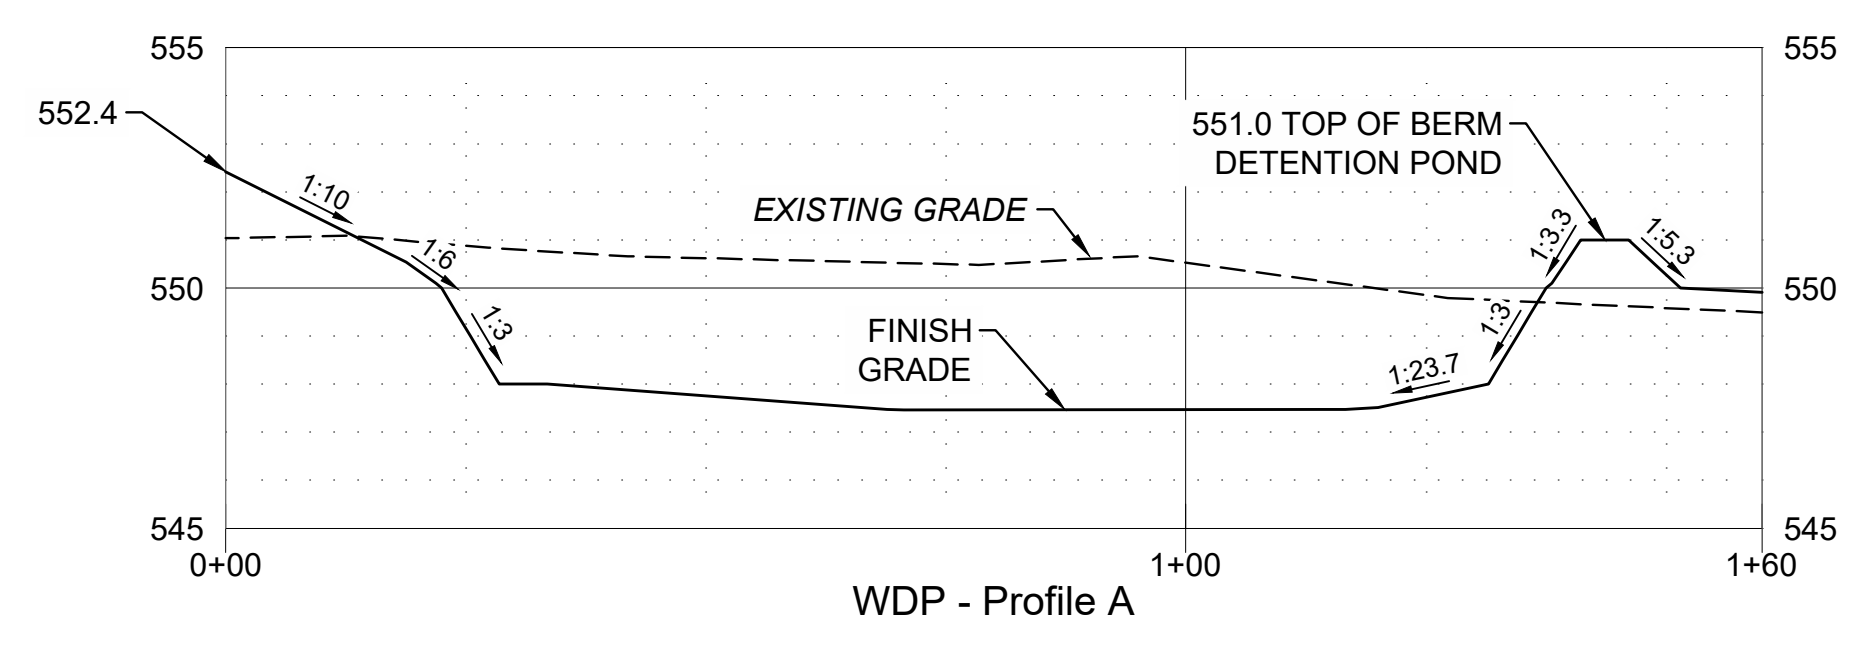 555
555
552.4
551.0 TOP OF BERM
DETENTION POND
1:10
EXISTING GRADE
1:3.3
1:5.3
1:6
550
550
1:3
FINISH
GRADE
1:3
1:23.7
545
545
0+00
1+00
1+60
WDP - Profile A